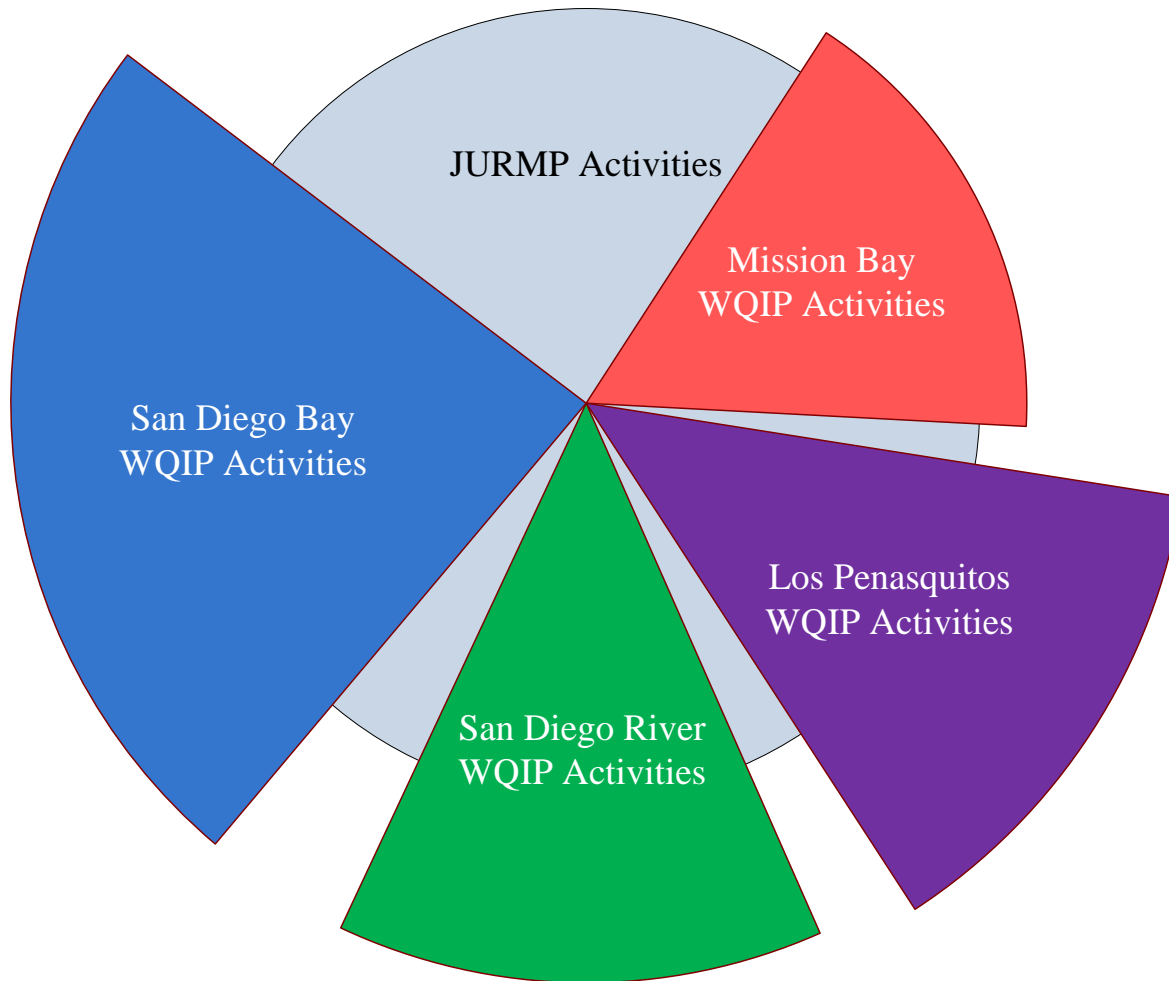 JURMP Activities
Mission Bay
WQIP Activities
San Diego Bay
WQIP Activities
Los Penasquitos
WQIP Activities
San Diego River
WQIP Activities